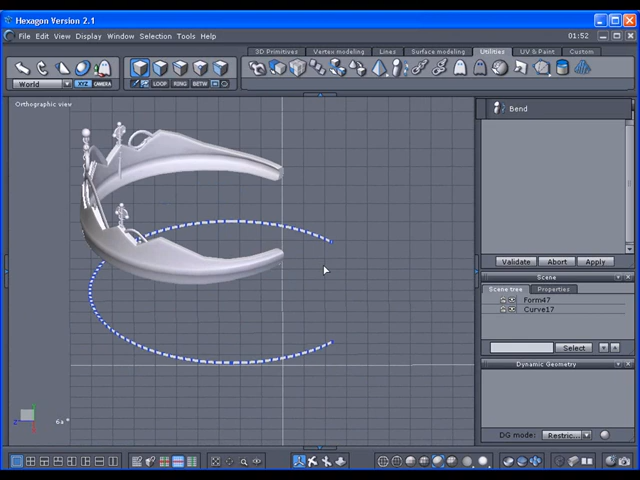 Hexagon Version 2.1
File Edit View Display Window Selection Tools Help
01:52
3D Primitives Vertex modeling Lines Surface modeling Utilities UV & Paint Custom
World XYZ CAMERA LOOP RING BETW
Orthographic view
Bend
Validate Abort Apply
Scene
Scene tree Properties
Form47
Curve17
Select
Dynamic Geometry
DG mode: Restric...